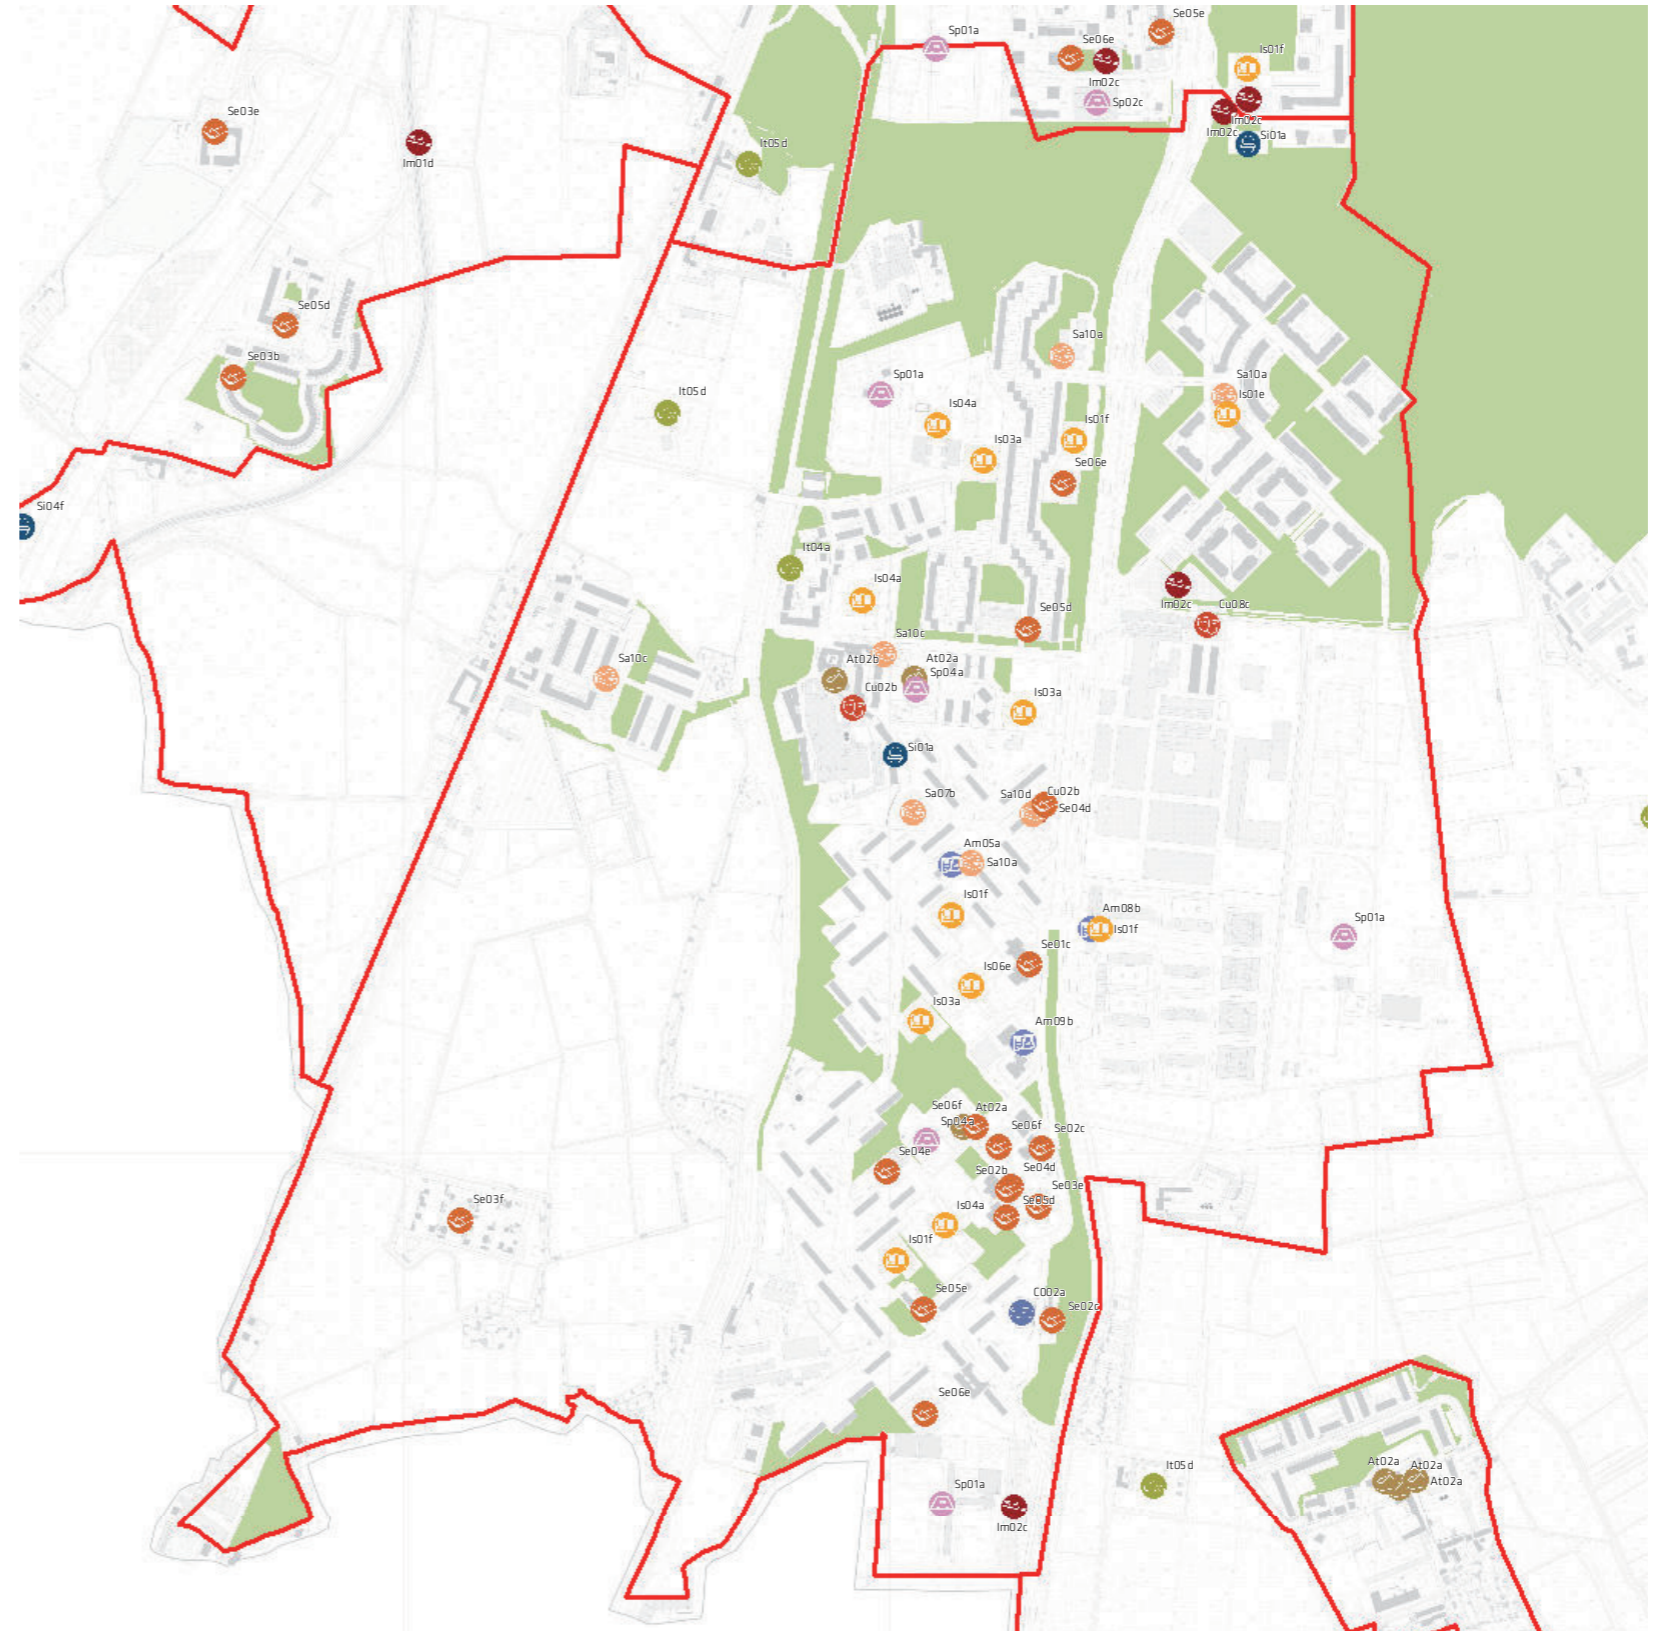 Se05e
Sp01a
Se06e
Is01f
Im02c
Sp02c
Im02c
Im02c
Si01a
Se03e
Im01d
It05d
Se05d
Sa10a
Se03b
Sp01a
Sa10a
It05d
Is01e
Is04a
Is01f
Is03a
Se06e
Si04f
It04a
Is04a
Im02c
Cu08c
Se05d
Sa10c
Sa10c
At02b
At02a
Sp04a
Cu02b
Is03a
Si01a
Sa07b
Sa10d
Cu02b
Se04d
Am05a
Sa10a
Is01f
Am08b
Is01f
Sp01a
Se01c
Is06e
Is03a
Am09b
Se06f
At02a
Sp04a
Se06f
Se02c
Se04e
Se02b
Se04d
Se03e
Se03f
Is04a
Se05d
Is01f
Se05e
C002a
Se02c
Se06e
It05d
At02a
At02a
At02a
Sp01a
Im02c